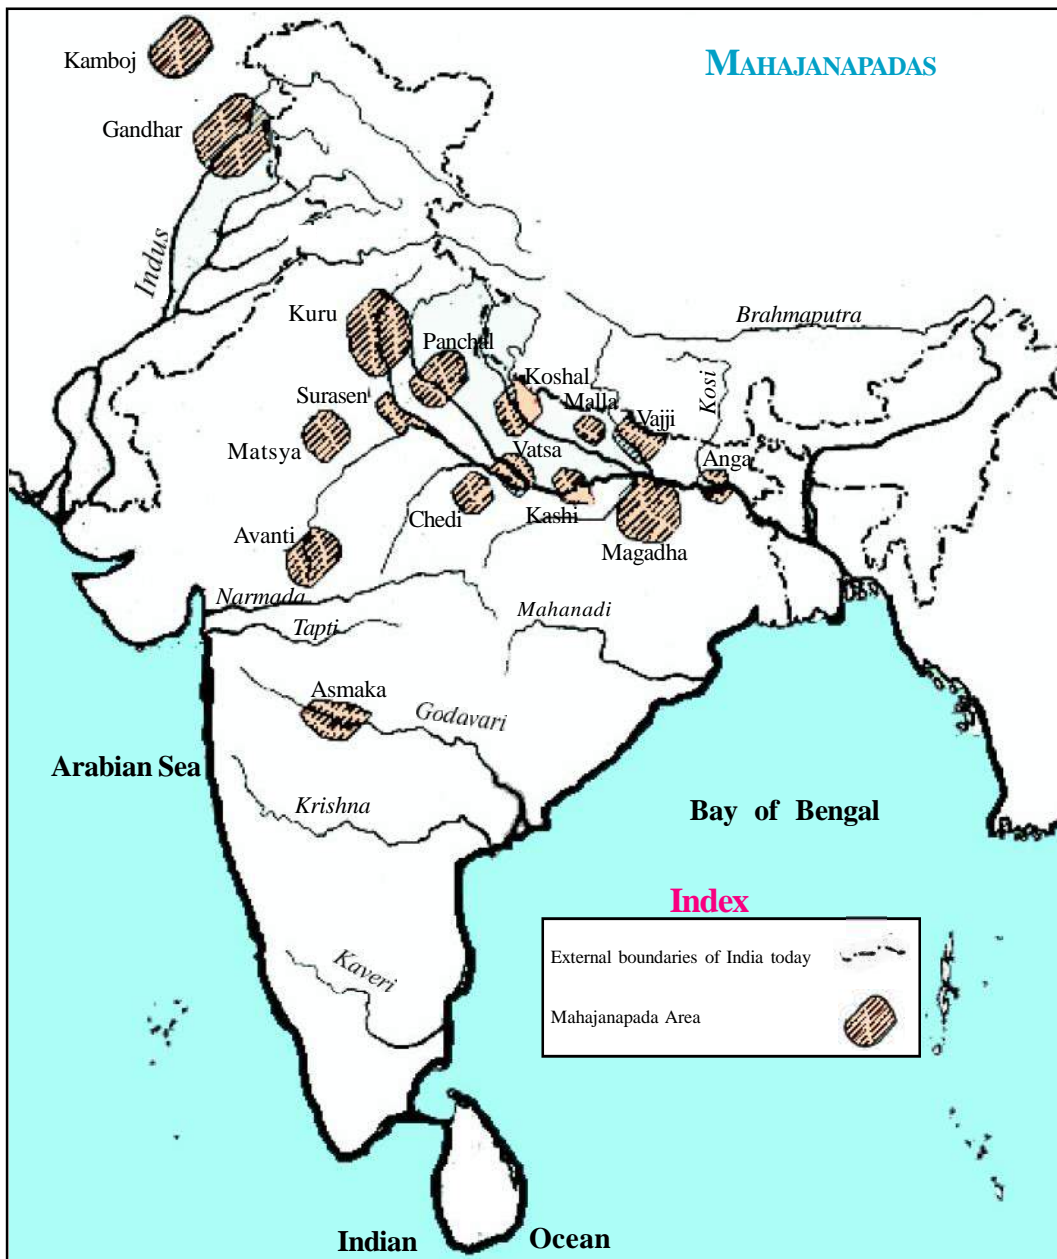 MAHAJANAPADAS
Kamboj
Gandhar
Indus
Kuru
Panchal
Brahmaputra
Surasen
Koshal
Malla
Kosi
Vajji
Matsya
Vatsa
Anga
Chedi
Kashi
Avanti
Magadha
Narmada
Mahanadi
Tapti
Asmaka
Godavari
Arabian Sea
Krishna
Bay of Bengal
Index
External boundaries of India today
Mahajanapada Area
Kaveri
Indian Ocean